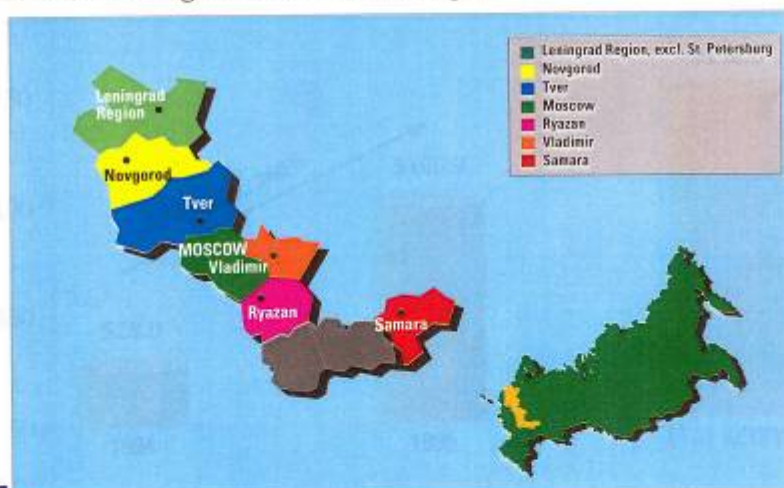 Leningrad
Region
Novgorod
Tver
MOSCOW
Vladimir
Ryazan
Samara
Leningrad Region, excl. St. Petersburg
Novgorod
Tver
Moscow
Ryazan
Vladimir
Samara